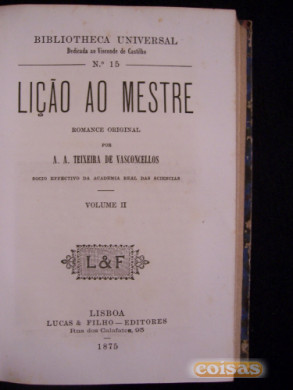 BIBLIOTHECA UNIVERSAL
Dedicada ao Visconde de Castilho
N.º 15
LIÇÃO AO MESTRE
ROMANCE ORIGINAL
POR
A. A. TEIXEIRA DE VASCONCELLOS
SOCIO EFFECTIVO DA ACADEMIA REAL DAS SCIENCIAS
VOLUME II
L&F
LISBOA
LUCAS & FILHO—EDITORES
Rua dos Calafates, 93
1875
coisas